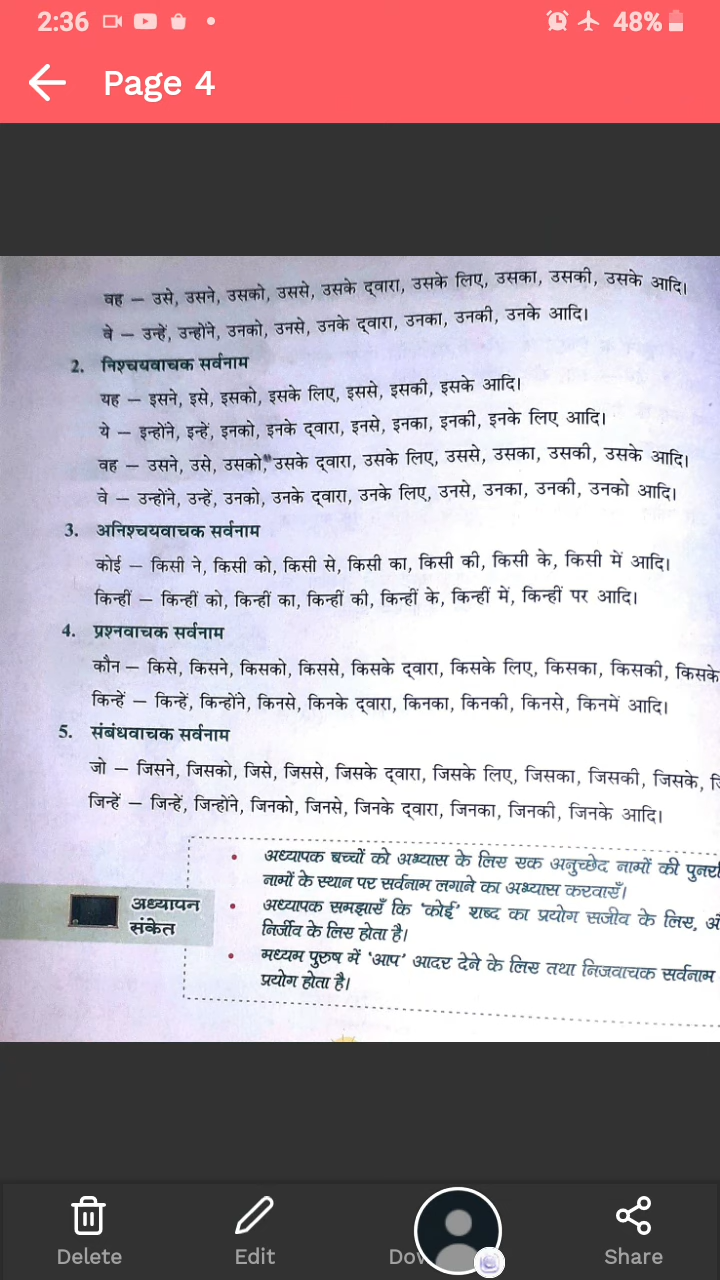 2:36 48%
Page 4
वह – उसे, उसने, उसको, उससे, उसके द्वारा, उसके लिए, उसका, उसकी, उसके आदि।
वे – उन्हें, उन्होंने, उनको, उनसे, उनके द्वारा, उनका, उनकी, उनके आदि।
2. निश्चयवाचक सर्वनाम
यह – इसने, इसे, इसको, इसके लिए, इससे, इसकी, इसके आदि।
ये – इन्होंने, इन्हें, इनको, इनके द्वारा, इनसे, इनका, इनकी, इनके लिए आदि।
वह – उसने, उसे, उसको, उसके द्वारा, उसके लिए, उससे, उसका, उसकी, उसके आदि।
वे – उन्होंने, उन्हें, उनको, उनके द्वारा, उनके लिए, उनसे, उनका, उनकी, उनको आदि।
3. अनिश्चयवाचक सर्वनाम
कोई – किसी ने, किसी को, किसी से, किसी का, किसी की, किसी के, किसी में आदि।
किन्हीं – किन्हीं को, किन्हीं का, किन्हीं की, किन्हीं के, किन्हीं में, किन्हीं पर आदि।
4. प्रश्नवाचक सर्वनाम
कौन – किसे, किसने, किसको, किससे, किसके द्वारा, किसके लिए, किसका, किसकी, किसके
किन्हें – किन्हें, किन्होंने, किनसे, किनके द्वारा, किनका, किनकी, किनसे, किनमें आदि।
5. संबंधवाचक सर्वनाम
जो – जिसने, जिसको, जिसे, जिससे, जिसके द्वारा, जिसके लिए, जिसका, जिसकी, जिसके,
जिन्हें – जिन्हें, जिन्होंने, जिनको, जिनसे, जिनके द्वारा, जिनका, जिनकी, जिनके आदि।
अध्यापन
संकेत
• अध्यापक बच्चों को अभ्यास के लिए एक अनुच्छेद नामों की
नामों के स्थान पर सर्वनाम लगाने का अभ्यास करवाएँ।
• अध्यापक समझाएँ कि 'कोई' शब्द का प्रयोग सजीव के लिए,
निर्जीव के लिए होता है।
• मध्यम पुरुष में 'आप' आदर देने के लिए तथा निजवाचक सर्वनाम
प्रयोग होता है।
Delete Edit Share